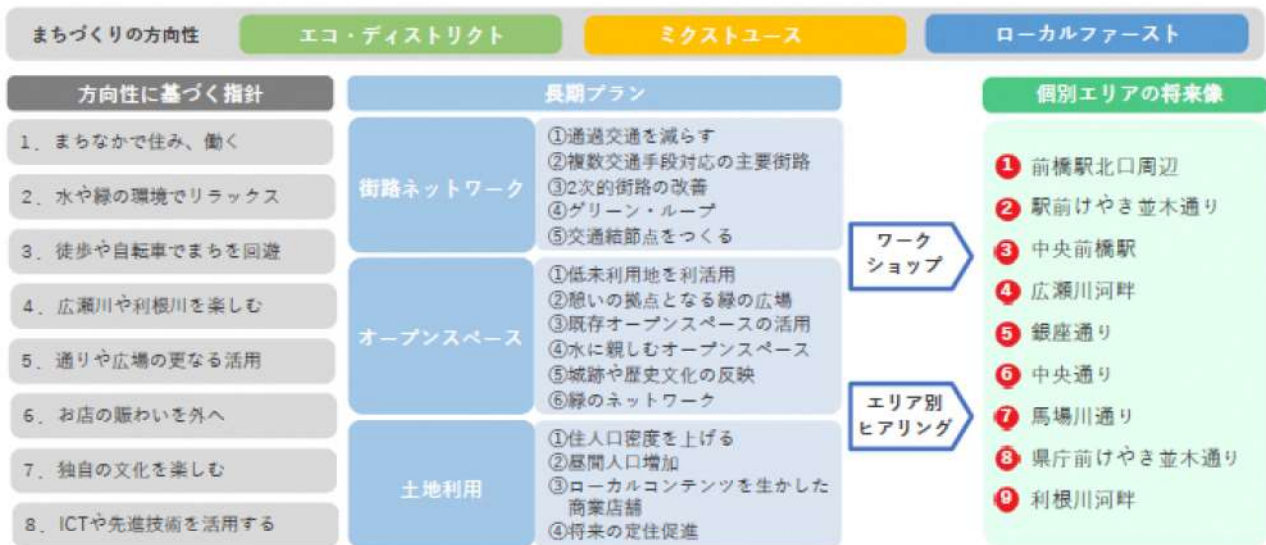 まちづくりの方向性
エコ・ディストリクト
ミクストユース
ローカルファースト
方向性に基づく指針
1．まちなかで住み、働く
2．水や緑の環境でリラックス
3．徒歩や自転車でまちを回遊
4．広瀬川や利根川を楽しむ
5．通りや広場の更なる活用
6．お店の賑わいを外へ
7．独自の文化を楽しむ
8．ICTや先進技術を活用する
長期プラン
街路ネットワーク
①通過交通を減らす
②複数交通手段対応の主要街路
③2次的街路の改善
④グリーン・ループ
⑤交通結節点をつくる
オープンスペース
①低未利用地を利活用
②憩いの拠点となる緑の広場
③既存オープンスペースの活用
④水に親しむオープンスペース
⑤城跡や歴史文化の反映
⑥緑のネットワーク
土地利用
①住人口密度を上げる
②昼間人口増加
③ローカルコンテンツを生かした
商業店舗
④将来の定住促進
ワーク
ショップ
エリア別
ヒアリング
個別エリアの将来像
1 前橋駅北口周辺
2 駅前けやき並木通り
3 中央前橋駅
4 広瀬川河畔
5 銀座通り
6 中央通り
7 馬場川通り
8 県庁前けやき並木通り
9 利根川河畔